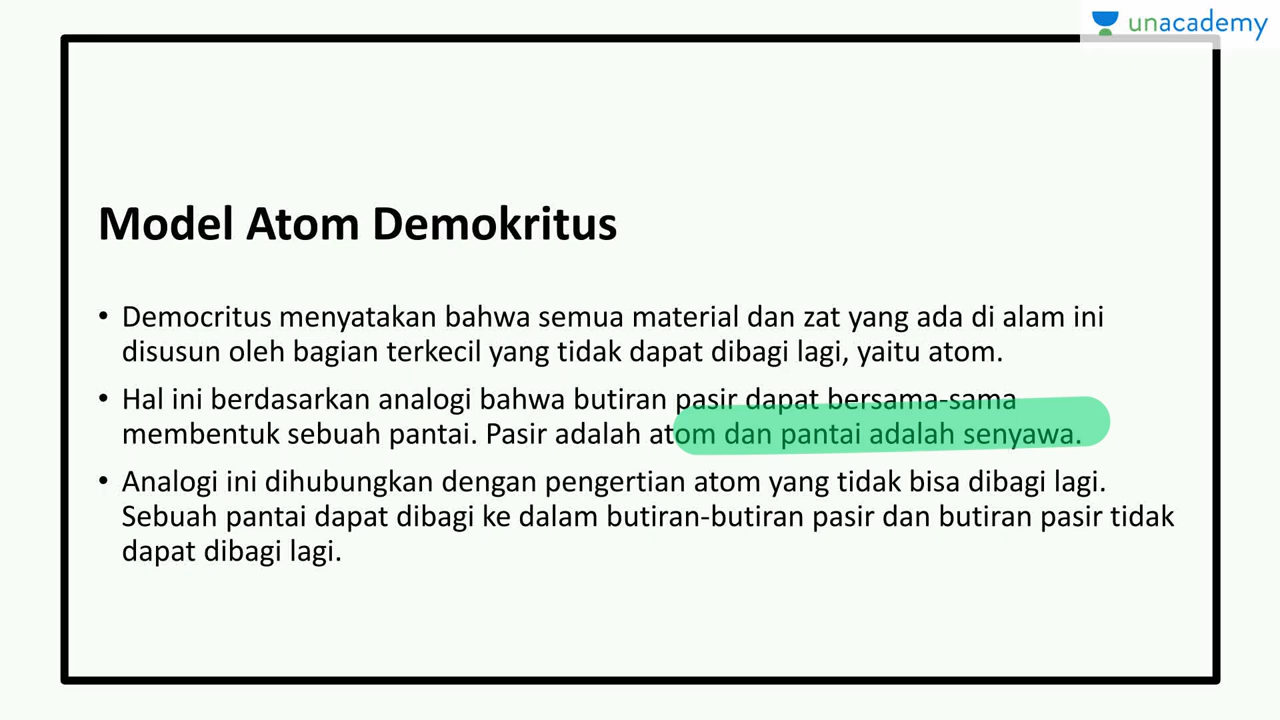 unacademy
Model Atom Demokritus
• Democritus menyatakan bahwa semua material dan zat yang ada di alam ini
disusun oleh bagian terkecil yang tidak dapat dibagi lagi, yaitu atom.
• Hal ini berdasarkan analogi bahwa butiran pasir dapat bersama-sama
membentuk sebuah pantai. Pasir adalah atom dan pantai adalah senyawa.
• Analogi ini dihubungkan dengan pengertian atom yang tidak bisa dibagi lagi.
Sebuah pantai dapat dibagi ke dalam butiran-butiran pasir dan butiran pasir tidak
dapat dibagi lagi.